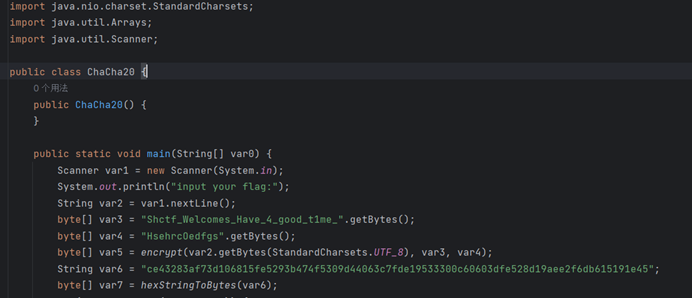 import java.nio.charset.StandardCharsets;
import java.util.Arrays;
import java.util.Scanner;
public class ChaCha20 {
0 个用法
public ChaCha20() {
}
public static void main(String[] var0) {
Scanner var1 = new Scanner(System.in);
System.out.println("input your flag:");
String var2 = var1.nextLine();
byte[] var3 = "Shctf_Welcomes_Have_4_good_t1me_".getBytes();
byte[] var4 = "HsehrcOedfgs".getBytes();
byte[] var5 = encrypt(var2.getBytes(StandardCharsets.UTF_8), var3, var4);
String var6 = "ce43283af73d106815fe5293b474f5309d44063c7fde19533300c60603dfe528d19aee2f6db615191e45";
byte[] var7 = hexStringToBytes(var6);